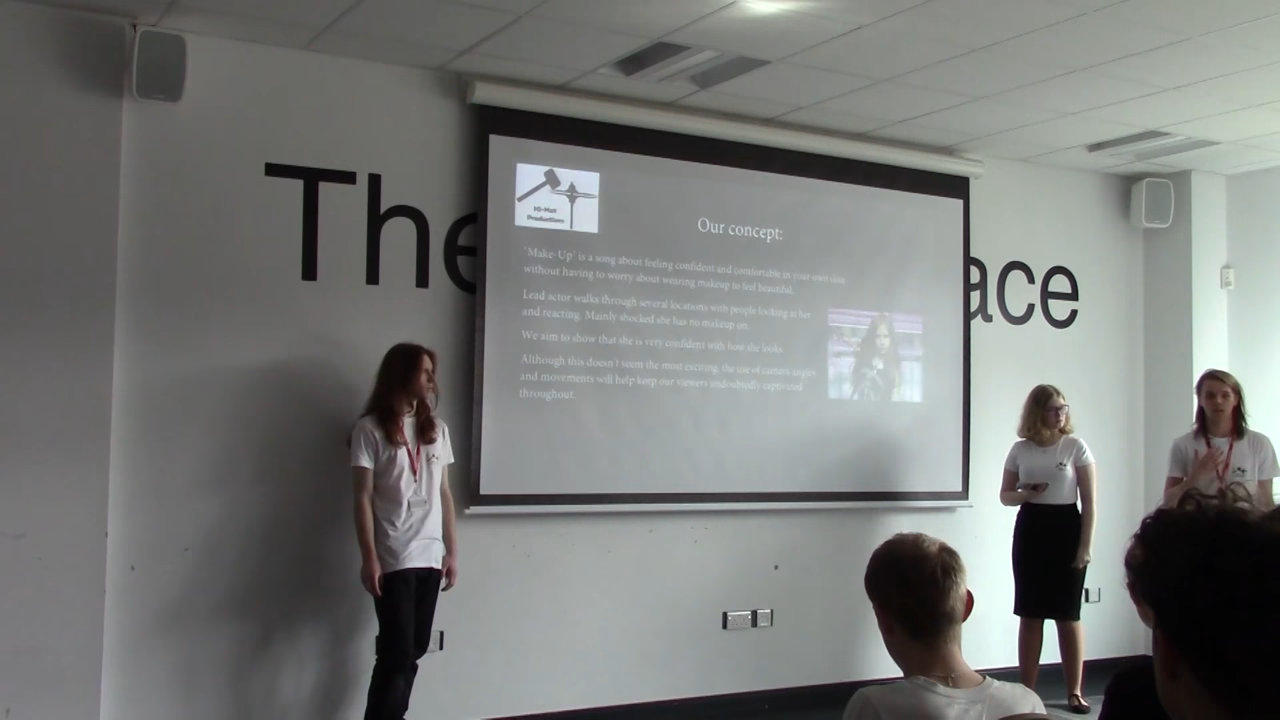 The
ace
Hi-Hat
Productions
Our concept:
'Make-Up' is a song about feeling confident and comfortable in your own skin
without having to worry about wearing makeup to feel beautiful.
Lead actor walks through several locations with people looking at her
and reacting. Mainly shocked she has no makeup on.
We aim to show that she is very confident with how she looks.
Although this doesn't seem the most exciting, the use of camera angles
and movements will help keep our viewers undoubtedly captivated
throughout.